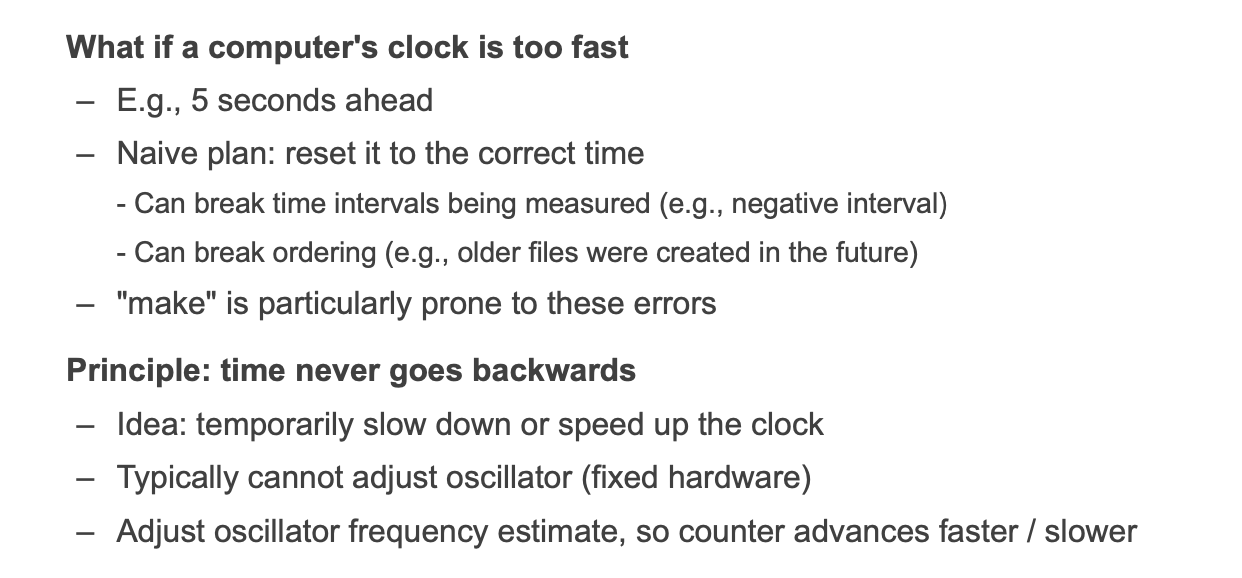 What if a computer's clock is too fast
– E.g., 5 seconds ahead
– Naive plan: reset it to the correct time
- Can break time intervals being measured (e.g., negative interval)
- Can break ordering (e.g., older files were created in the future)
– "make" is particularly prone to these errors
Principle: time never goes backwards
– Idea: temporarily slow down or speed up the clock
– Typically cannot adjust oscillator (fixed hardware)
– Adjust oscillator frequency estimate, so counter advances faster / slower